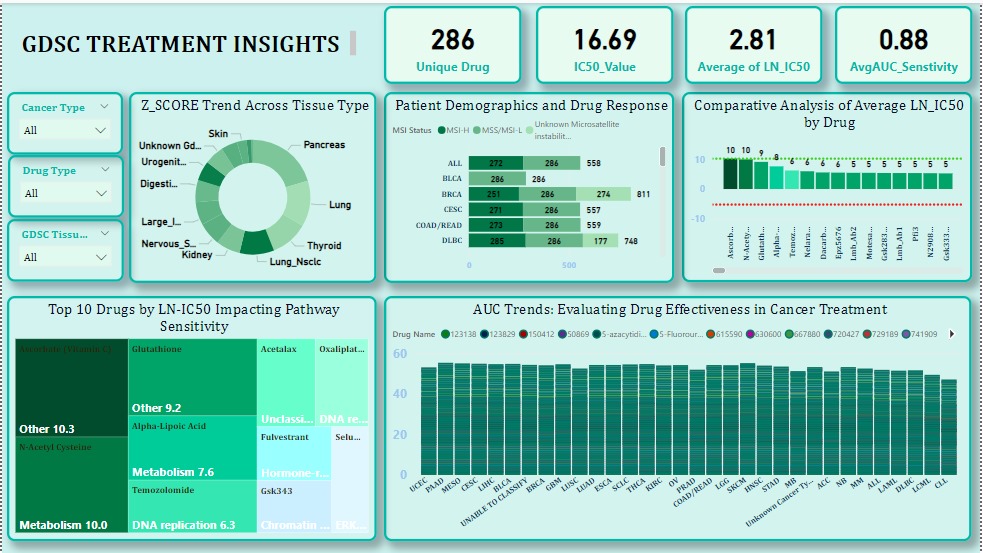 GDSC TREATMENT INSIGHTS
286
Unique Drug
16.69
IC50_Value
2.81
Average of LN_IC50
0.88
AvgAUC_Senstivity
Cancer Type
All
Drug Type
All
GDSC Tissu...
All
Z_SCORE Trend Across Tissue Type
Skin
Unknown Gd...
Urogenit...
Digesti...
Large_I...
Nervous_S...
Kidney
Pancreas
Lung
Thyroid
Lung_Nsclc
Patient Demographics and Drug Response
MSI Status MSI-H MSS/MSI-L Unknown Microsatellite
instabilit...
ALL 272 286 558
BLCA 286 286
BRCA 251 286 274 811
CESC 271 286 557
COAD/READ 273 286 559
DLBC 285 286 177 748
0 500
Comparative Analysis of Average LN_IC50
by Drug
10
0
-10
10 10 9 8 6 6 6 5 5 5 5 5 5 5 5
Ascorb...
N-Acety...
Glutath...
Alpha-...
Temoz...
Nelara...
Dacarb...
Epz5676
Lmb_Ab2
Motesa...
Gsk283...
Lmb_Ab1
Pfi3
N290B...
Gsk333...
Top 10 Drugs by LN-IC50 Impacting Pathway
Sensitivity
Ascorbate (Vitamin C)
Other 10.3
N-Acetyl Cysteine
Metabolism 10.0
Glutathione
Other 9.2
Alpha-Lipoic Acid
Metabolism 7.6
Temozolomide
DNA replication 6.3
Acetalax
Unclassi...
Oxaliplat...
DNA re...
Fulvestrant
Hormone-r...
Gsk343
Chromatin ...
Selu...
ERK...
AUC Trends: Evaluating Drug Effectiveness in Cancer Treatment
Drug Name 123138 123829 150412 50869 5-azacytidi... 5-Fluorour... 615590 630600 667880 720427 729189 741909
60
40
20
0
UCEC
PAAD
MESO
CESC
LIHC
BLCA
UNABLE TO CLASSIFY
BRCA
GBM
LUSC
LUAD
ESCA
SCLC
THCA
KIRC
OV
PRAD
COAD/READ
LGG
SKCM
HNSC
STAD
MB
Unknown Cancer Ty...
ACC
NB
MM
ALL
LAML
DLBC
LCML
CLL